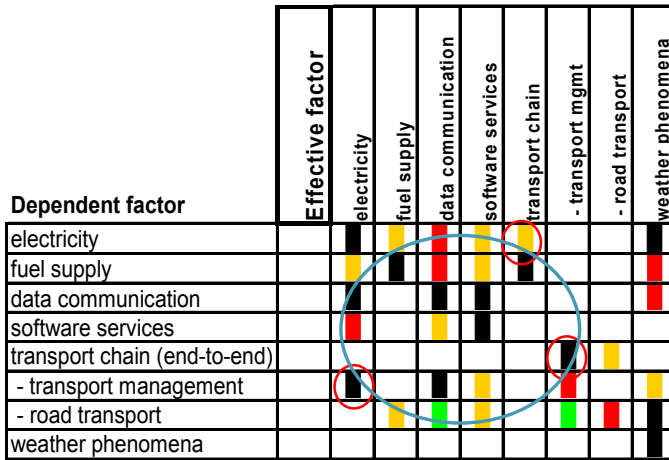 Effective factor
electricity
fuel supply
data communication
software services
transport chain
- transport mgmt
- road transport
weather phenomena
Dependent factor
electricity
fuel supply
data communication
software services
transport chain (end-to-end)
- transport management
- road transport
weather phenomena